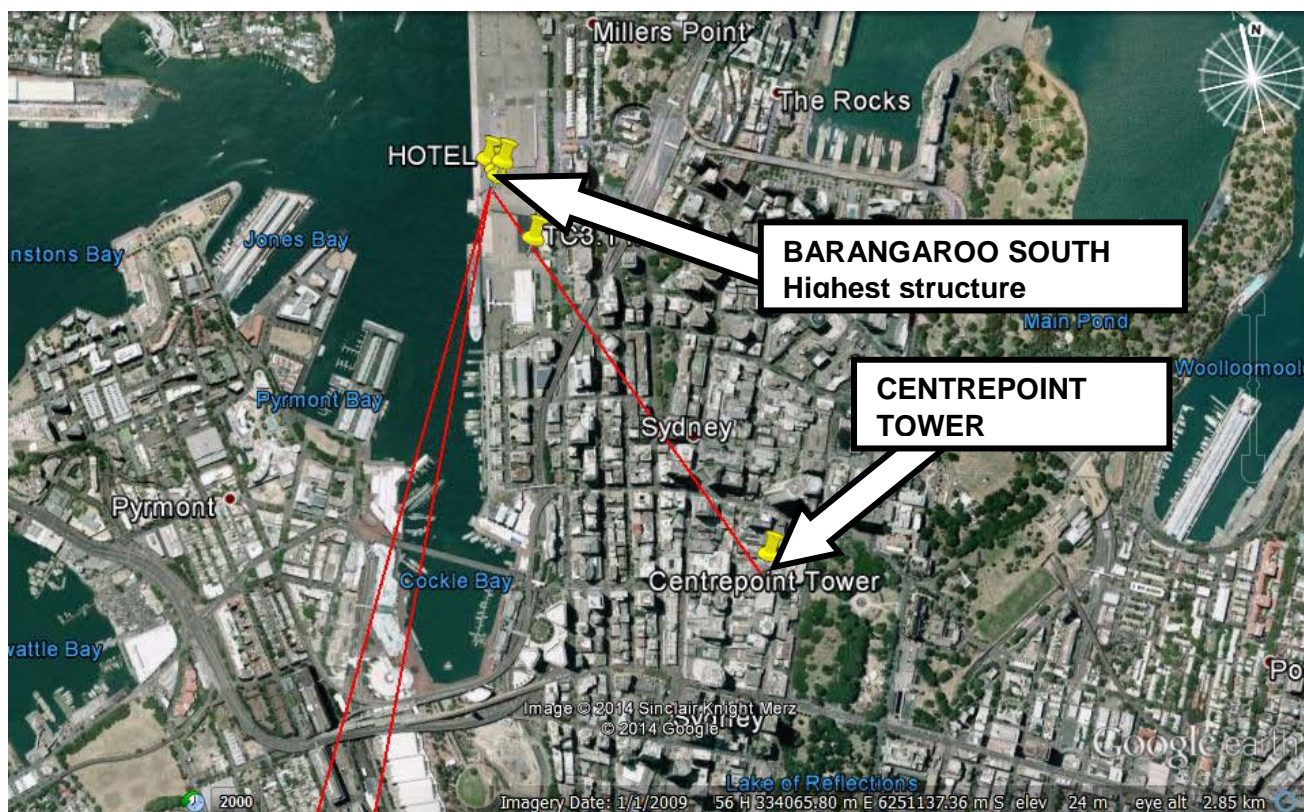 N
Millers Point
The Rocks
HOTEL
Jones Bay
nstons Bay
BARANGAROO SOUTH
Highest structure
Main Pond
Woolloomoolo
CENTREPOINT
TOWER
Pyrmont Bay
Sydney
Pyrmont
Centrepoint Tower
Cockle Bay
wattle Bay
Po
Image © 2014 Sinclair Knight Merz
Sydney
© 2014 Google
Google earth
Lake of Reflections
2000
Imagery Date: 1/1/2009 56 H 334065.80 m E 6251137.36 m S elev 24 m eye alt 2.85 km